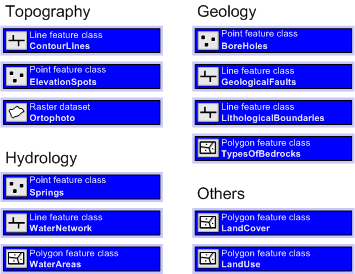 Topography
Line feature class
ContourLines
Point feature class
ElevationSpots
Raster dataset
Ortophoto
Hydrology
Point feature class
Springs
Line feature class
WaterNetwork
Polygon feature class
WaterAreas
Geology
Point feature class
BoreHoles
Line feature class
GeologicalFaults
Line feature class
LithologicalBoundaries
Polygon feature class
TypesOfBedrocks
Others
Polygon feature class
LandCover
Polygon feature class
LandUse